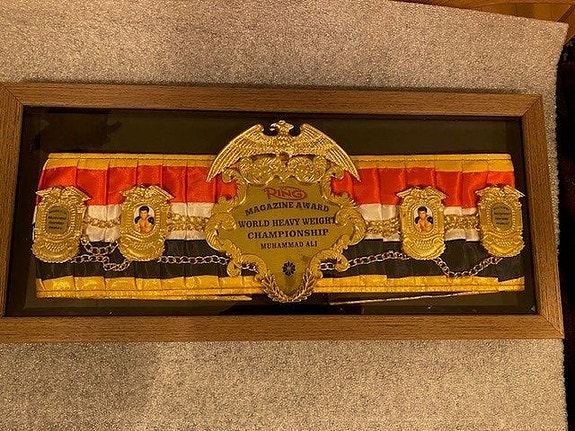 RING
MAGAZINE AWARD
WORLD HEAVY WEIGHT
CHAMPIONSHIP
MUHAMMAD ALI